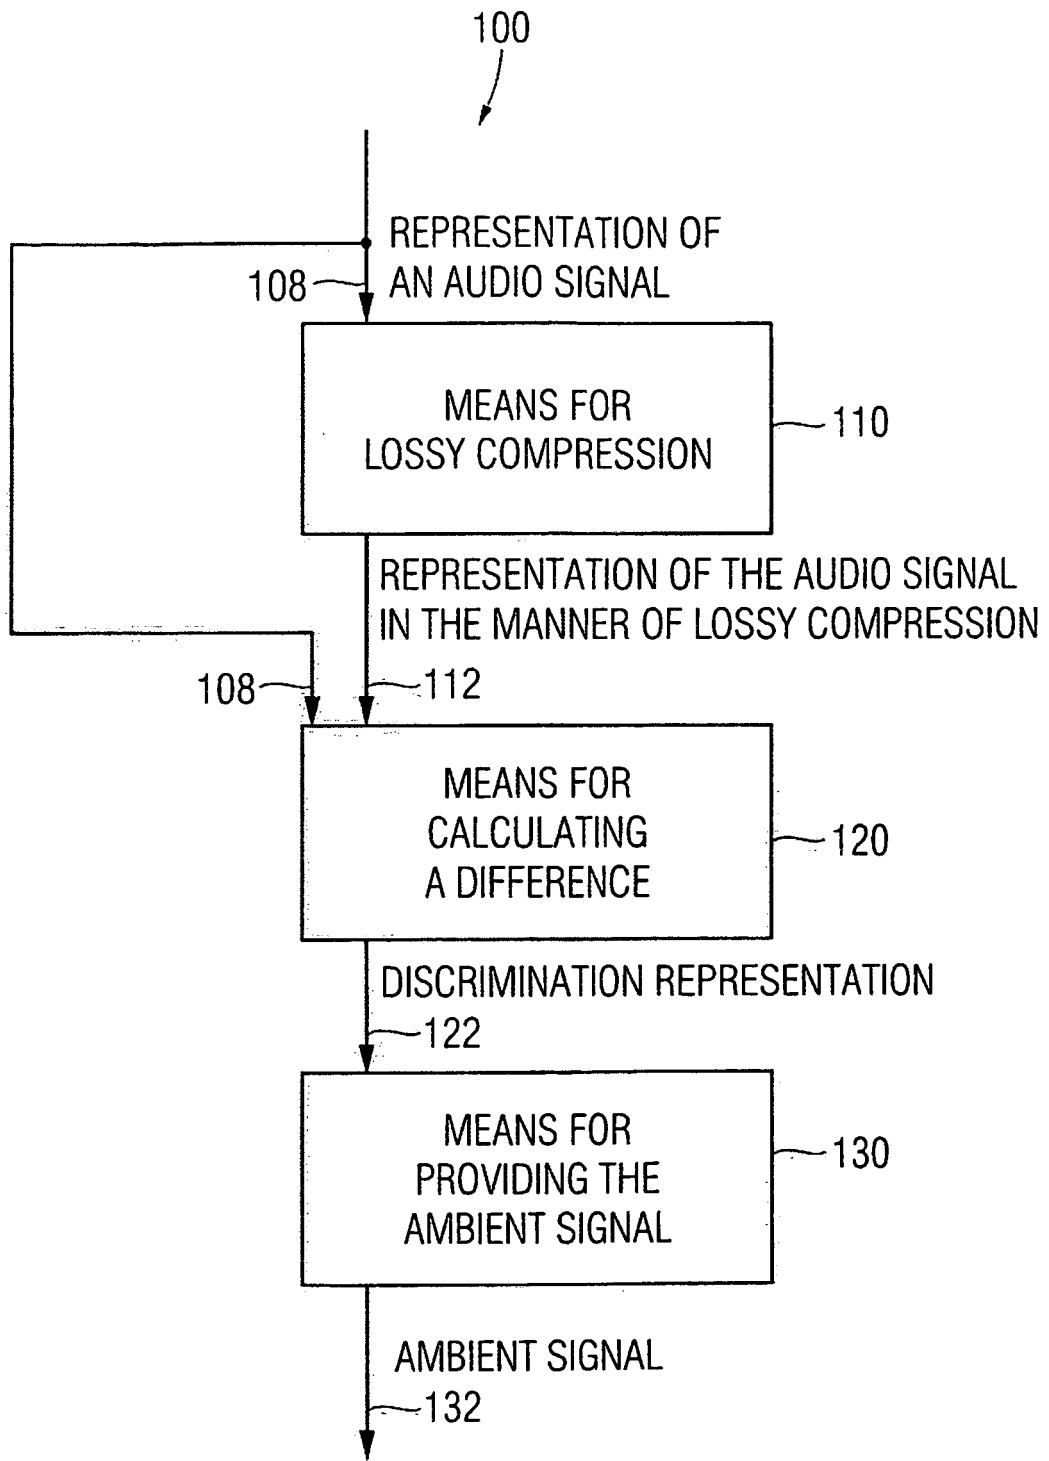 100
REPRESENTATION OF
AN AUDIO SIGNAL
108
MEANS FOR
LOSSY COMPRESSION
110
REPRESENTATION OF THE AUDIO SIGNAL
IN THE MANNER OF LOSSY COMPRESSION
108
112
MEANS FOR
CALCULATING
A DIFFERENCE
120
DISCRIMINATION REPRESENTATION
122
MEANS FOR
PROVIDING THE
AMBIENT SIGNAL
130
AMBIENT SIGNAL
132